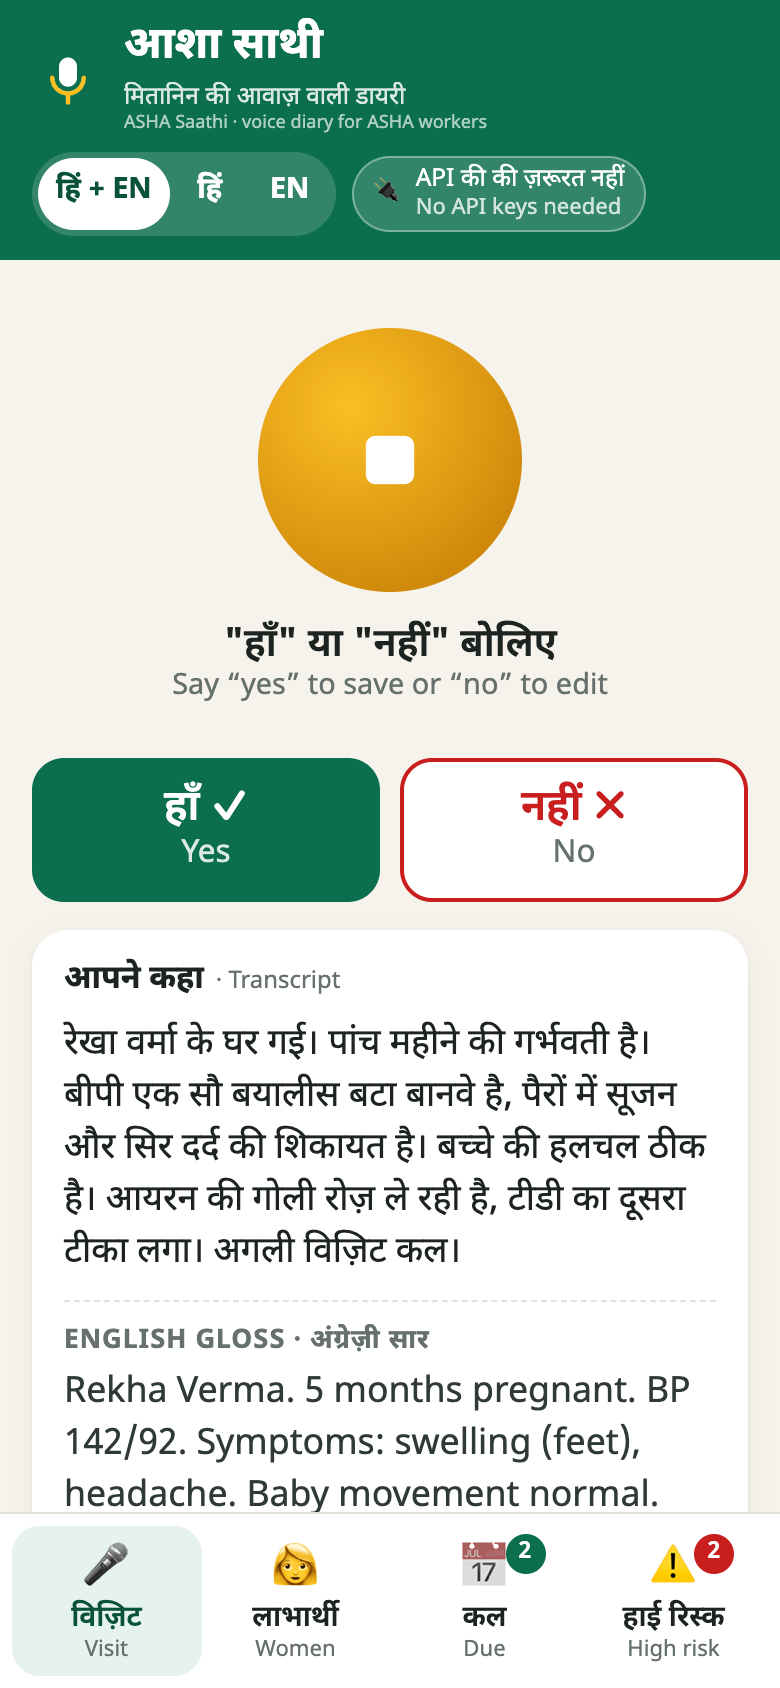 आशा साथी
मितानिन की आवाज़ वाली डायरी
ASHA Saathi · voice diary for ASHA workers
हिं + EN
हिं
EN
API की की ज़रूरत नहीं
No API keys needed
"हाँ" या "नहीं" बोलिए
Say “yes” to save or “no” to edit
हाँ ✓
Yes
नहीं ✕
No
आपने कहा · Transcript
रेखा वर्मा के घर गई। पांच महीने की गर्भवती है।
बीपी एक सौ बयालीस बटा बानवे है, पैरों में सूजन
और सिर दर्द की शिकायत है। बच्चे की हलचल ठीक
है। आयरन की गोली रोज़ ले रही है, टीडी का दूसरा
टीका लगा। अगली विज़िट कल।
ENGLISH GLOSS · अंग्रेज़ी सार
Rekha Verma. 5 months pregnant. BP
142/92. Symptoms: swelling (feet),
headache. Baby movement normal.
JUL
17
2
2
विज़िट
Visit
लाभार्थी
Women
कल
Due
हाई रिस्क
High risk